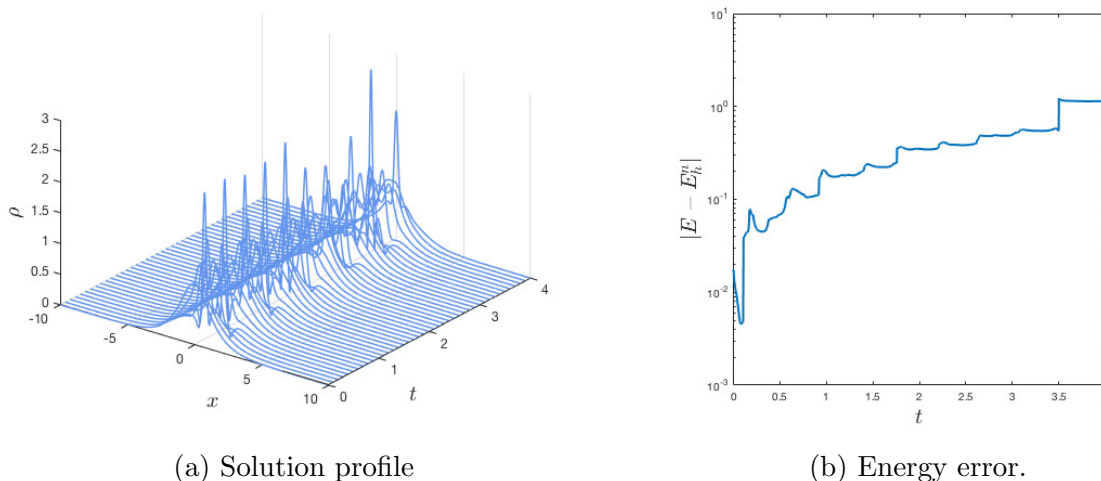 3
2.5
2
1.5
1
0.5
0
ρ
-10
-5
0
5
10
x
0
1
2
3
4
t
(a) Solution profile
10^1
10^0
10^{-1}
10^{-2}
10^{-3}
|E − E_h^n|
0 0.5 1 1.5 2 2.5 3 3.5
t
(b) Energy error.